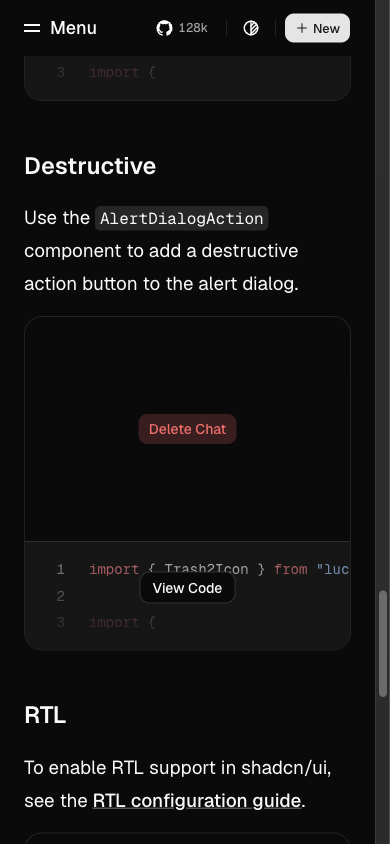 Menu 128k + New
3 import {
Destructive
Use the AlertDialogAction
component to add a destructive
action button to the alert dialog.
Delete Chat
1 import { Trash2Icon } from "luc
View Code
2
3 import {
RTL
To enable RTL support in shadcn/ui,
see the RTL configuration guide.